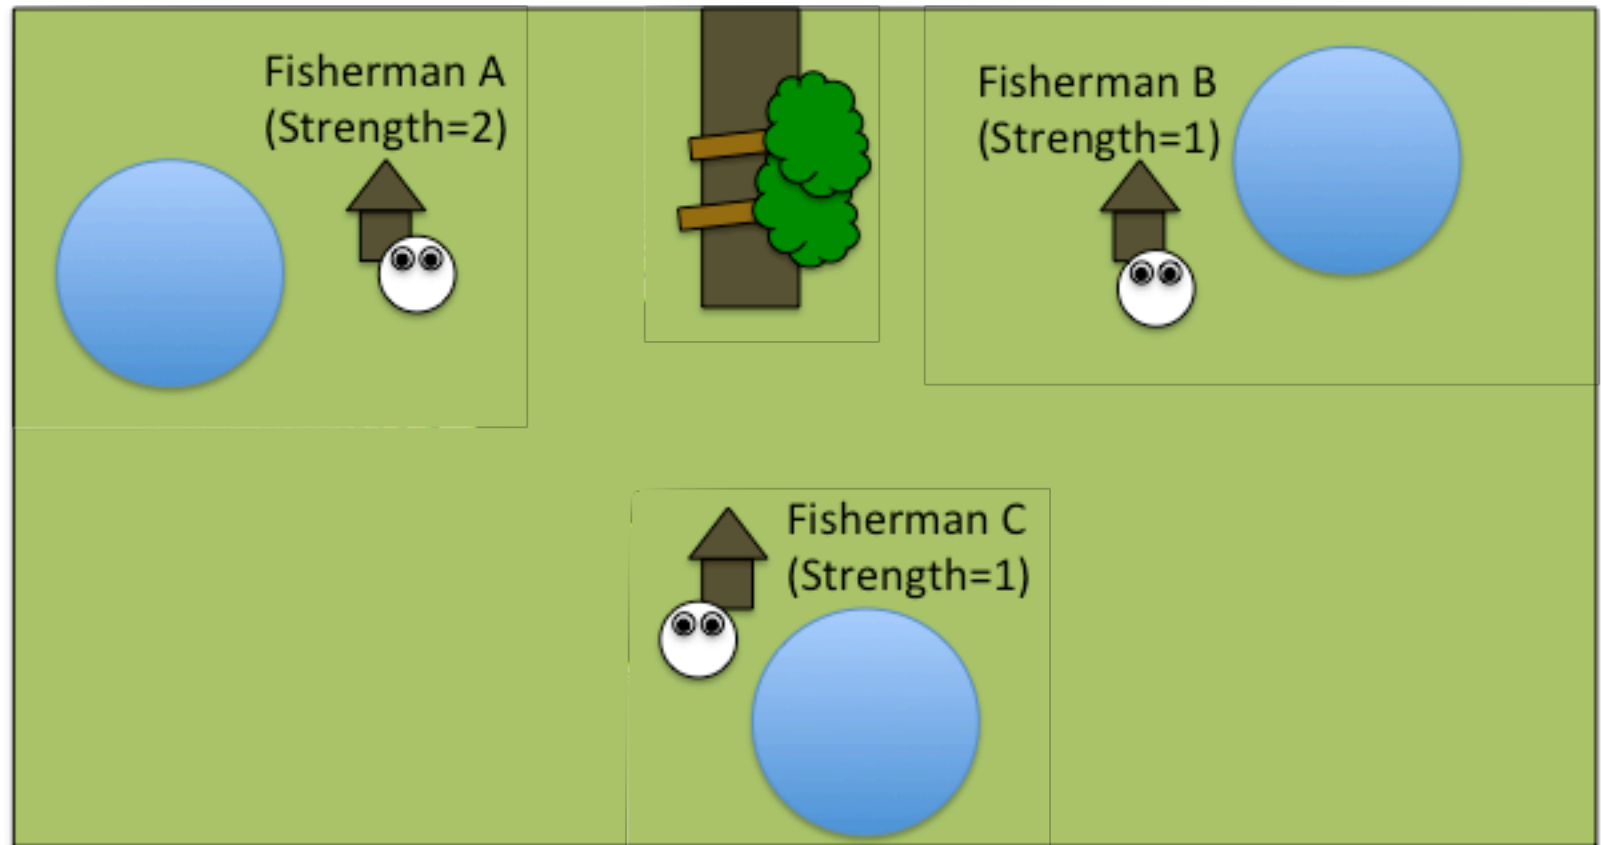 Fisherman A
(Strength=2)
Fisherman B
(Strength=1)
Fisherman C
(Strength=1)